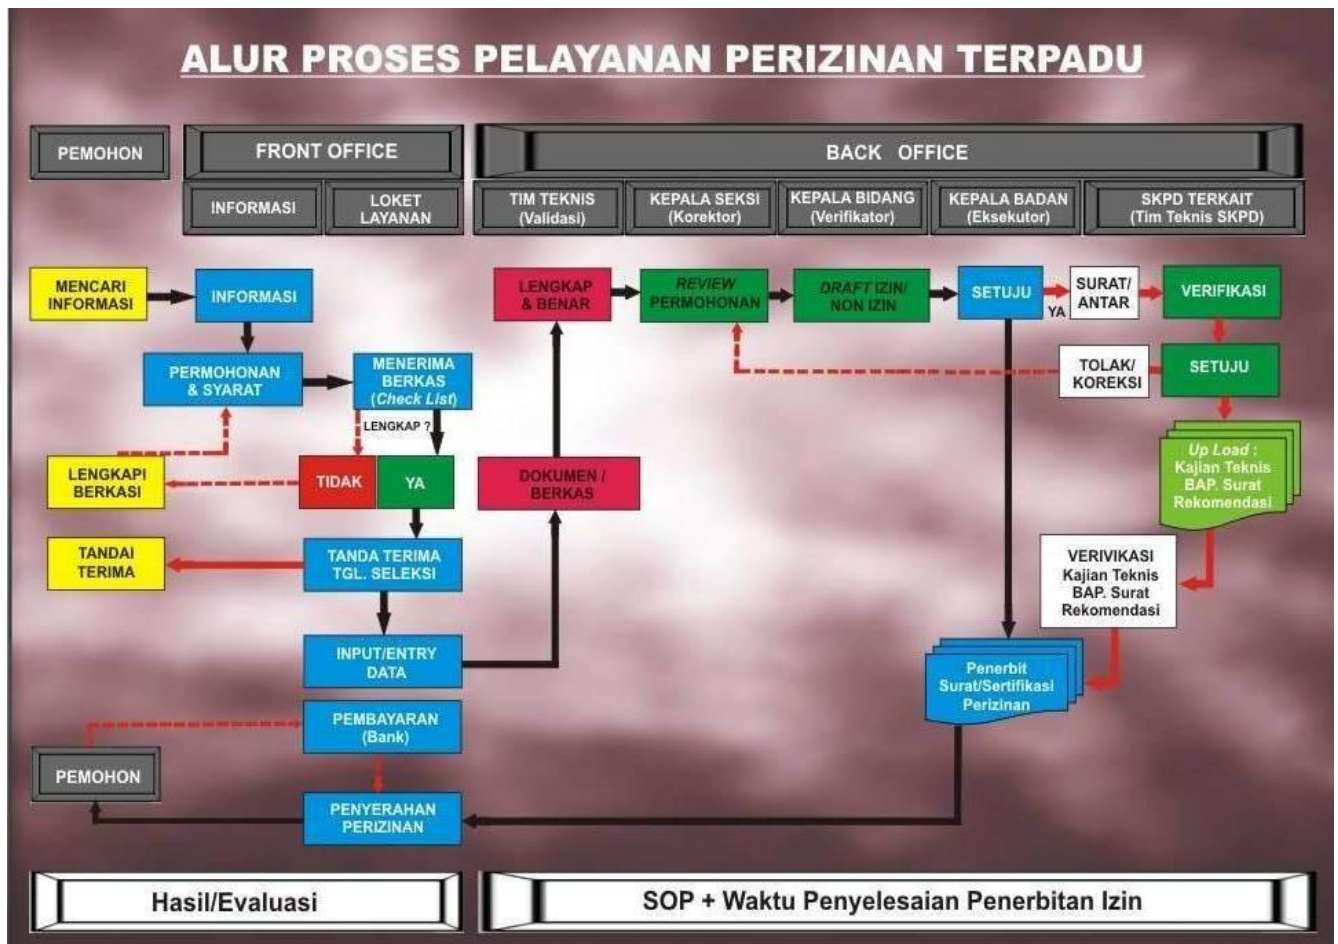 ALUR PROSES PELAYANAN PERIZINAN TERPADU
PEMOHON
FRONT OFFICE
BACK OFFICE
INFORMASI
LOKET
LAYANAN
TIM TEKNIS
(Validasi)
KEPALA SEKSI
(Korektor)
KEPALA BIDANG
(Verifikator)
KEPALA BADAN
(Eksekutor)
SKPD TERKAIT
(Tim Teknis SKPD)
MENCARI
INFORMASI
INFORMASI
LENGKAP
& BENAR
REVIEW
PERMOHONAN
DRAFT IZIN/
NON IZIN
SETUJU
YA
SURAT/
ANTAR
VERIFIKASI
PERMOHONAN
& SYARAT
MENERIMA
BERKAS
(Check List)
TOLAK/
KOREKSI
SETUJU
LENGKAP ?
LENGKAPI
BERKASI
TIDAK
YA
DOKUMEN /
BERKAS
Up Load :
Kajian Teknis
BAP. Surat
Rekomendasi
TANDAI
TERIMA
TANDA TERIMA
TGL. SELEKSI
VERIVIKASI
Kajian Teknis
BAP. Surat
Rekomendasi
INPUT/ENTRY
DATA
Penerbit
Surat/Sertifikasi
Perizinan
PEMBAYARAN
(Bank)
PEMOHON
PENYERAHAN
PERIZINAN
Hasil/Evaluasi
SOP + Waktu Penyelesaian Penerbitan Izin